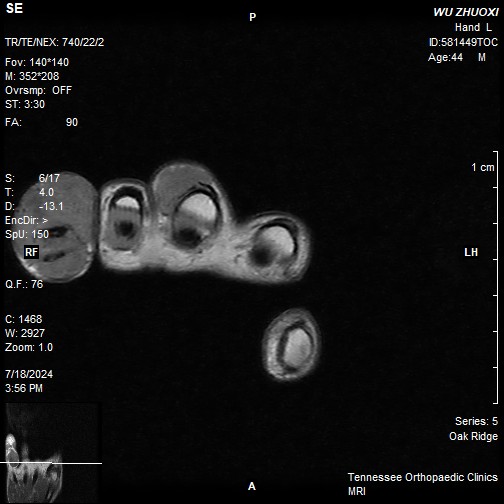 SE
P
WU ZHUOXI
Hand L
ID:581449TOC
Age:44 M
TR/TE/NEX: 740/22/2
Fov: 140*140
M: 352*208
Ovrsmp: OFF
ST: 3:30
FA: 90
1 cm
S: 6/17
T: 4.0
D: -13.1
EncDir: >
SpU: 150
RF
LH
Q.F.: 76
C: 1468
W: 2927
Zoom: 1.0
7/18/2024
3:56 PM
Series: 5
Oak Ridge
A
Tennessee Orthopaedic Clinics
MRI